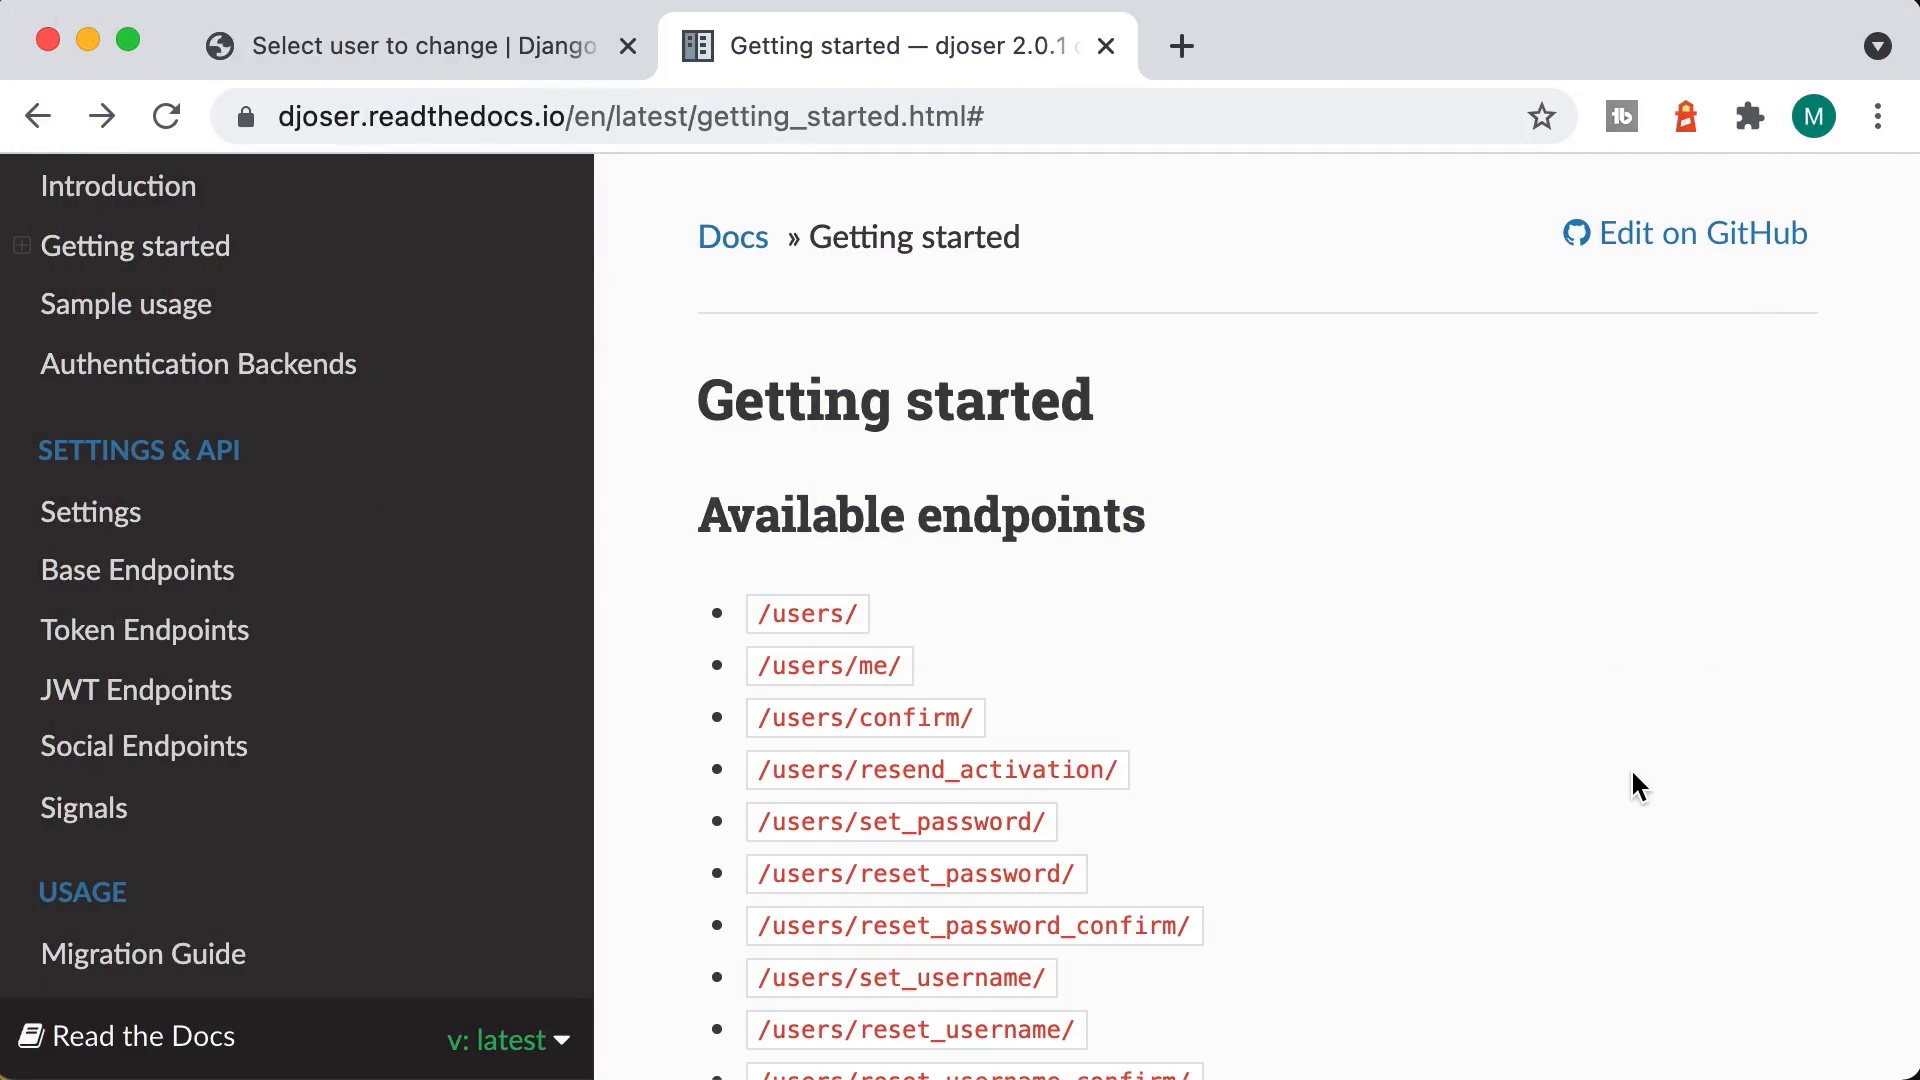 Select user to change | Django
Getting started — djoser 2.0.1
djoser.readthedocs.io/en/latest/getting_started.html#
M
Introduction
Getting started
Sample usage
Authentication Backends
SETTINGS & API
Settings
Base Endpoints
Token Endpoints
JWT Endpoints
Social Endpoints
Signals
USAGE
Migration Guide
Read the Docs
v: latest
Docs » Getting started
Edit on GitHub
Getting started
Available endpoints
/users/
/users/me/
/users/confirm/
/users/resend_activation/
/users/set_password/
/users/reset_password/
/users/reset_password_confirm/
/users/set_username/
/users/reset_username/
/users/reset_username_confirm/